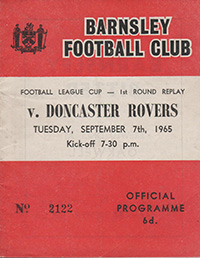 BARNSLEY
FOOTBALL CLUB
FOOTBALL LEAGUE CUP — 1st ROUND REPLAY
v. DONCASTER ROVERS
TUESDAY, SEPTEMBER 7th, 1965
Kick-off 7-30 p.m.
OFFICIAL
Nº 2122
PROGRAMME
6d.